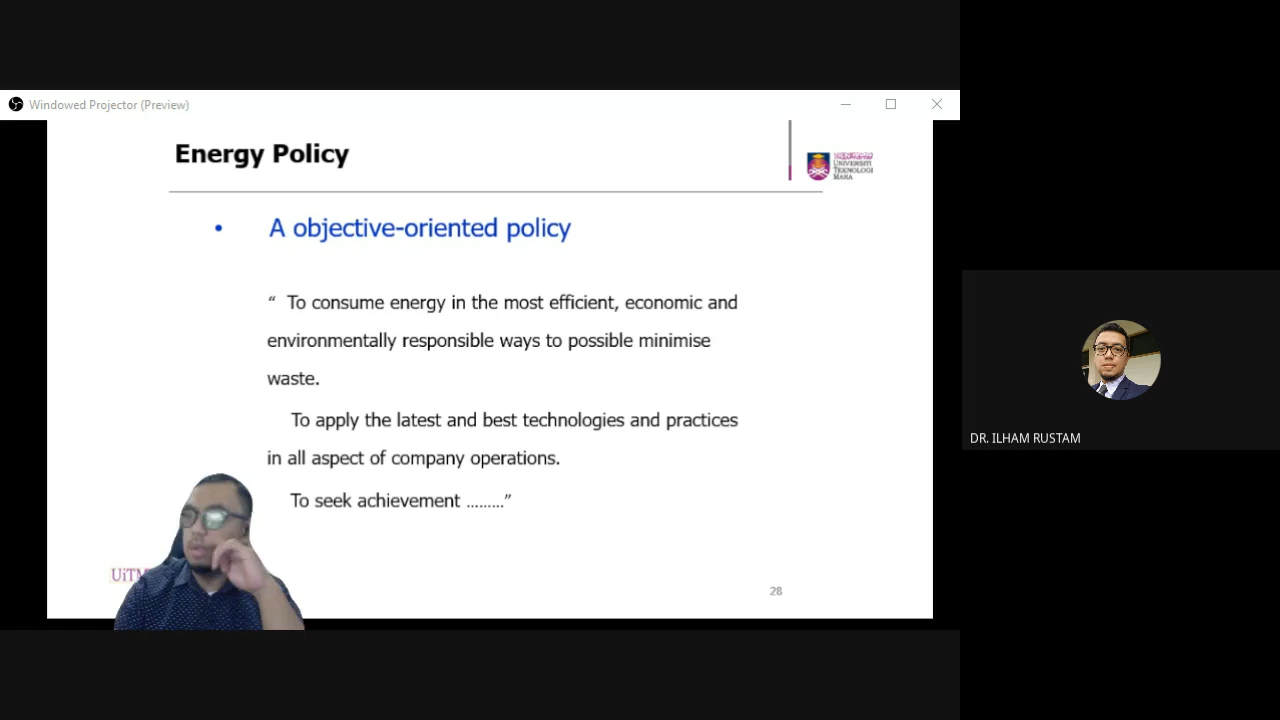 Windowed Projector (Preview)
Energy Policy
UNIVERSITI
TEKNOLOGI
MARA
• A objective-oriented policy
“ To consume energy in the most efficient, economic and
environmentally responsible ways to possible minimise
waste.
To apply the latest and best technologies and practices
in all aspect of company operations.
To seek achievement .........”
UiTM
28
DR. ILHAM RUSTAM